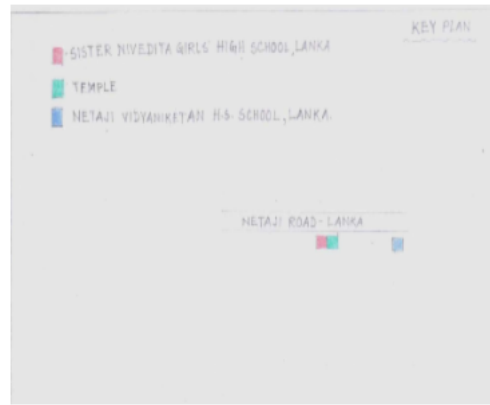 KEY PLAN
-SISTER NIVEDITA GIRLS' HIGH SCHOOL, LANKA
TEMPLE
NETAJI VIDYANIKETAN H.S. SCHOOL, LANKA.
NETAJI ROAD-LANKA